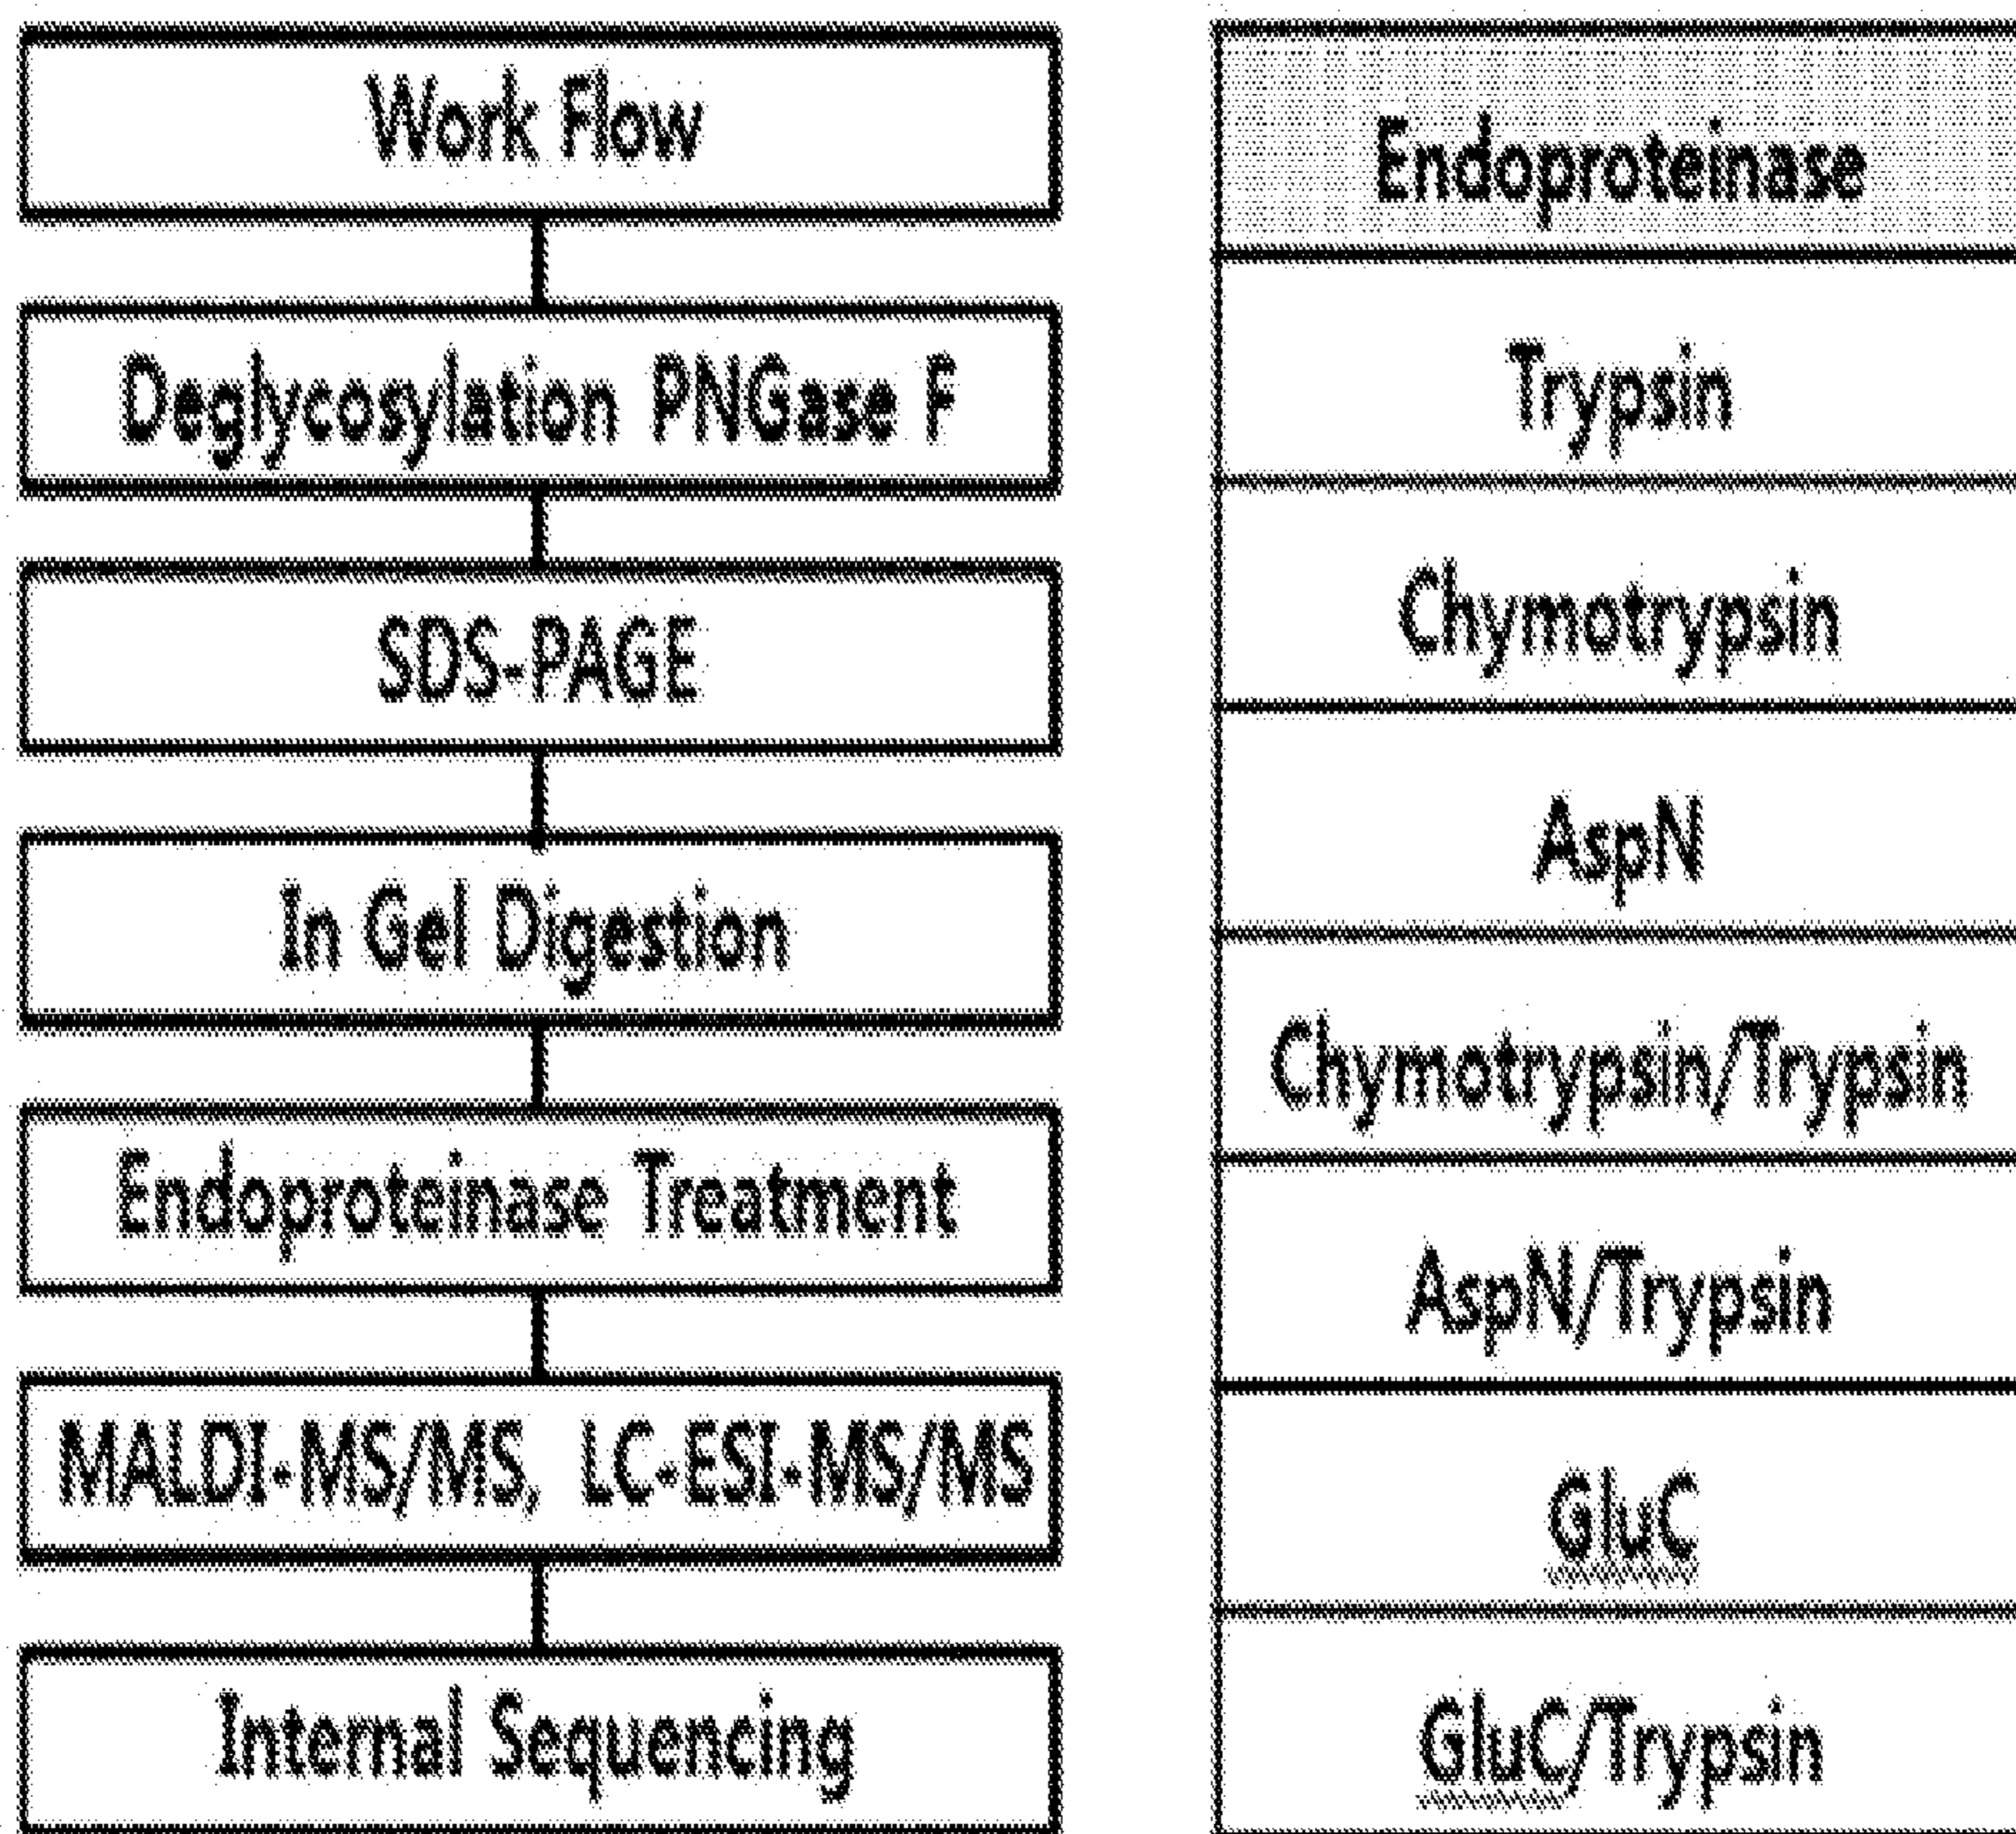 Work Flow
Deglycosylation PNGase F
SDS-PAGE
In Gel Digestion
Endoproteinase Treatment
MALDI-MS/MS, LC-ESI-MS/MS
Internal Sequencing
Endoproteinase
Trypsin
Chymotrypsin
AspN
Chymotrypsin/Trypsin
AspN/Trypsin
GluC
GluC/Trypsin